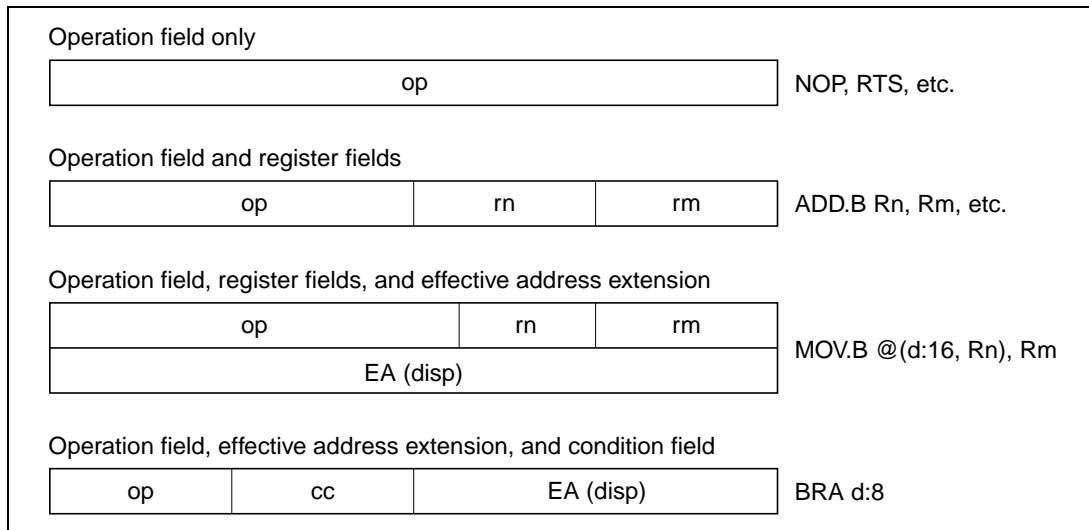 Operation field only
op
NOP, RTS, etc.
Operation field and register fields
op rn rm
ADD.B Rn, Rm, etc.
Operation field, register fields, and effective address extension
op rn rm
EA (disp)
MOV.B @(d:16, Rn), Rm
Operation field, effective address extension, and condition field
op cc EA (disp)
BRA d:8